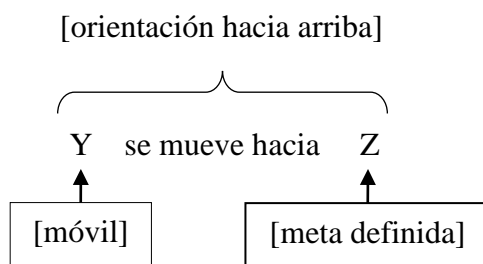 [orientación hacia arriba]
Y se mueve hacia Z
[móvil] [meta definida]